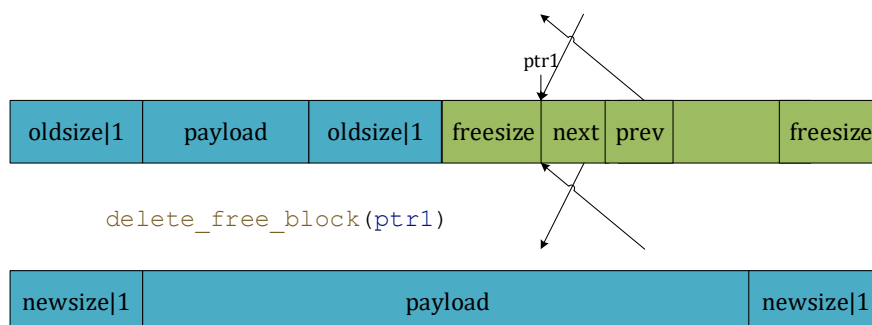 ptr1
oldsize|1 payload oldsize|1 freesize next prev freesize
delete_free_block(ptr1)
newsize|1 payload newsize|1